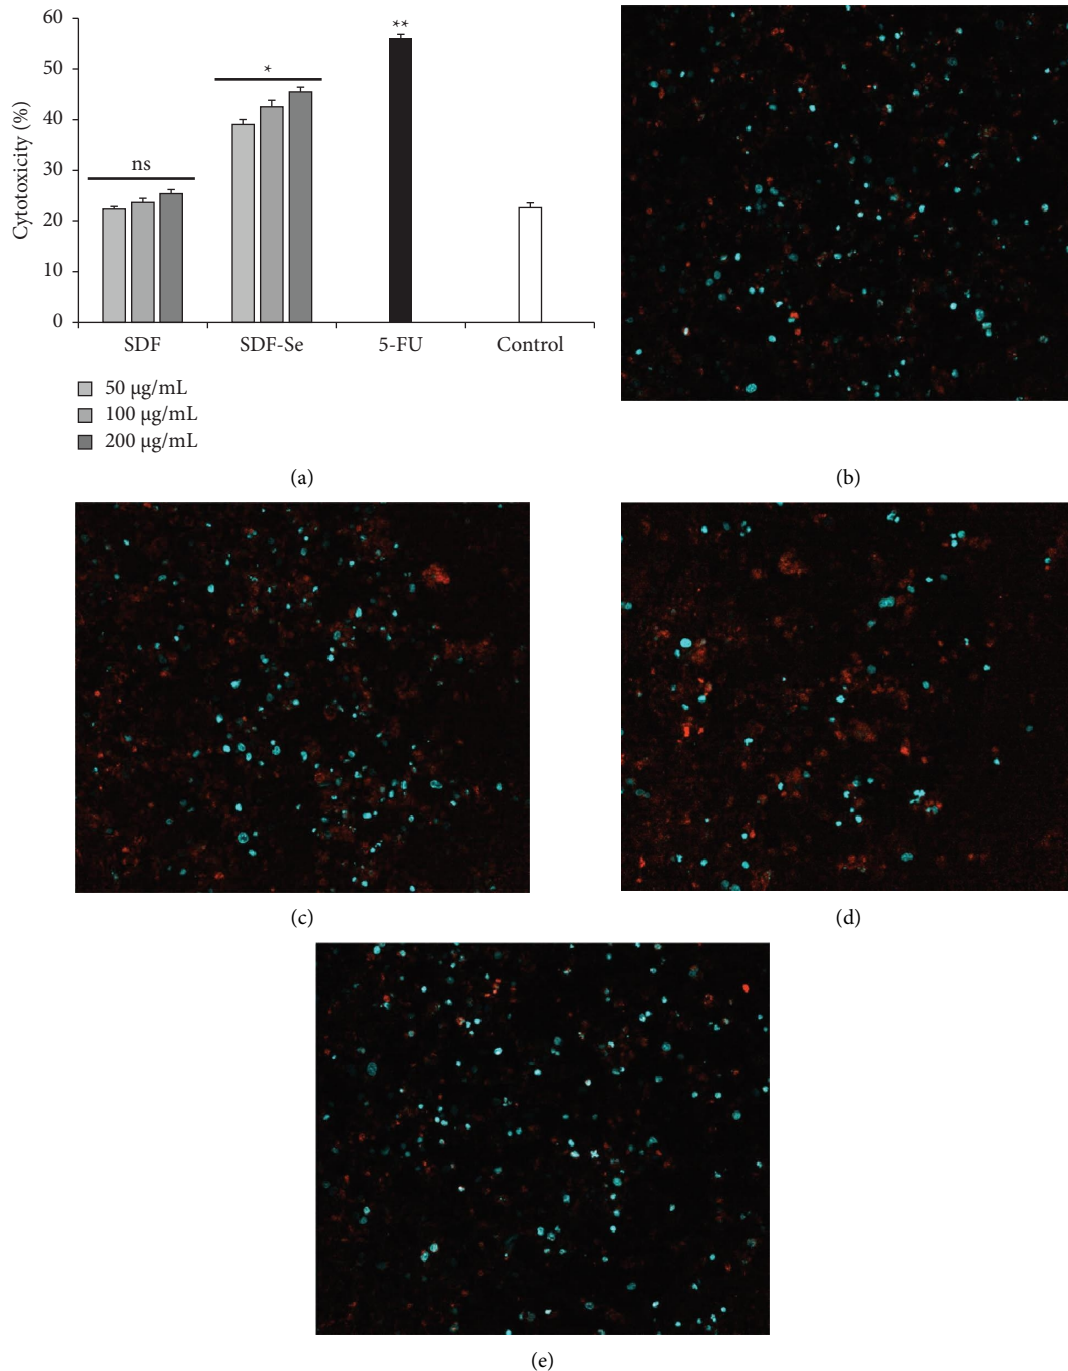 60
50
40
30
20
10
0
Cytotoxicity (%)
ns
*
**
SDF
SDF-Se
5-FU
Control
50 µg/mL
100 µg/mL
200 µg/mL
(a)
(b)
(c)
(d)
(e)